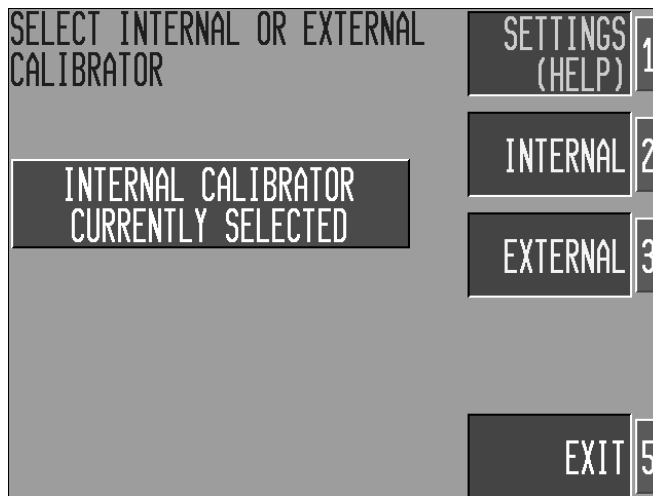 SELECT INTERNAL OR EXTERNAL
CALIBRATOR
SETTINGS
(HELP)
1
INTERNAL
2
INTERNAL CALIBRATOR
CURRENTLY SELECTED
EXTERNAL
3
EXIT
5